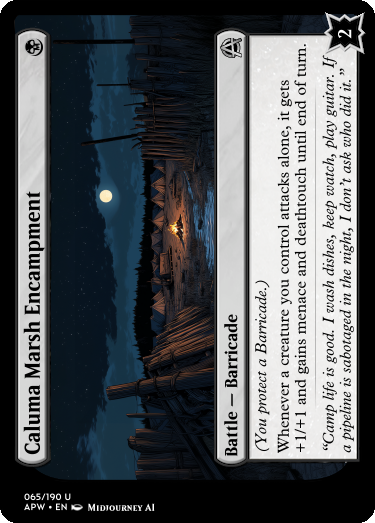 Caluma Marsh Encampment
Battle — Barricade
2
(You protect a Barricade.)
Whenever a creature you control attacks alone, it gets
+1/+1 and gains menace and deathtouch until end of turn.
“Camp life is good. I wash dishes, keep watch, play guitar. If
a pipeline is sabotaged in the night, I don’t ask who did it.”
065/190 U
APW • EN Midjourney AI